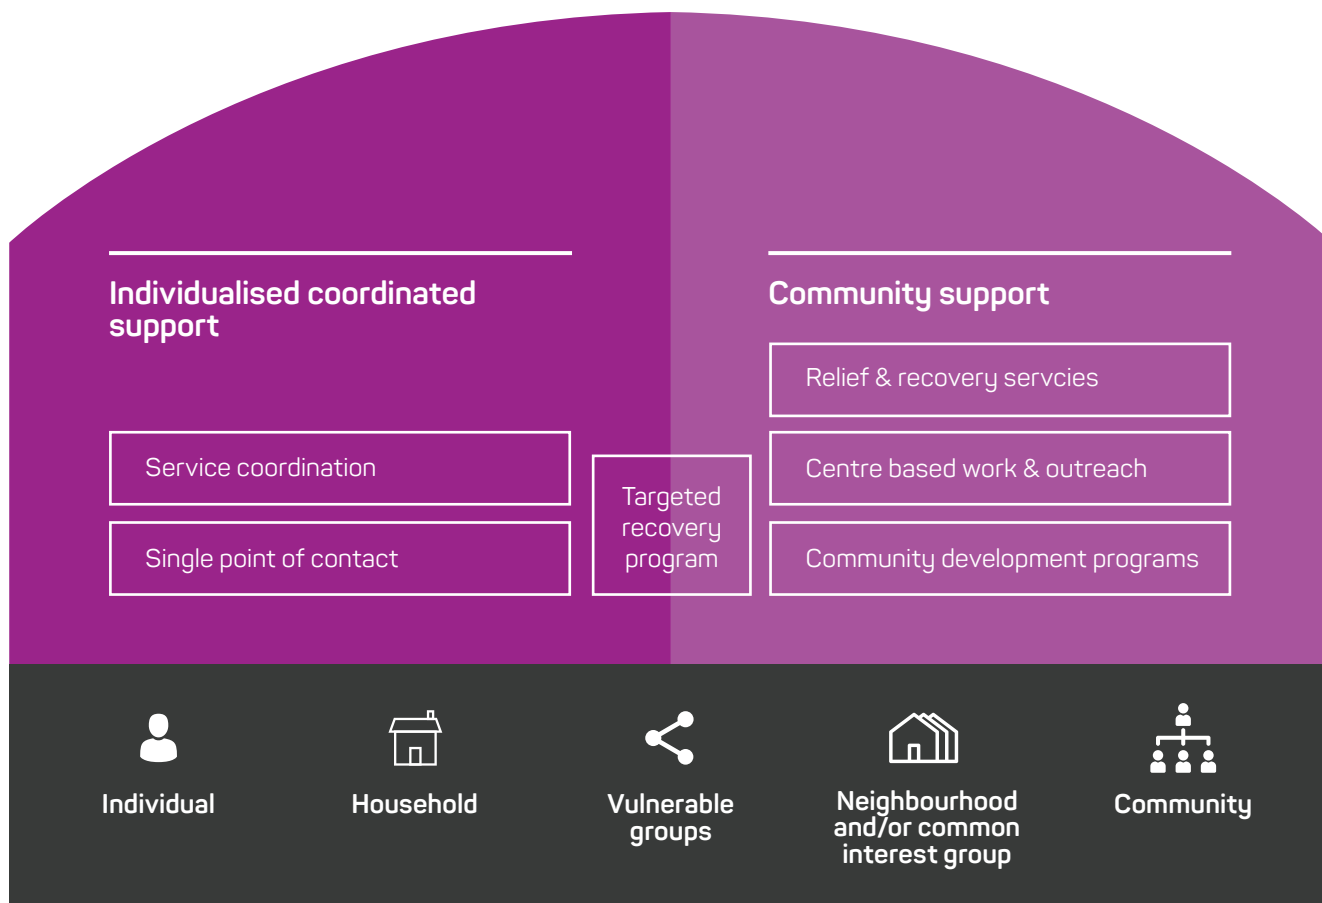 Individualised coordinated
support
Service coordination
Single point of contact
Targeted
recovery
program
Community support
Relief & recovery servcies
Centre based work & outreach
Community development programs
Individual
Household
Vulnerable
groups
Neighbourhood
and/or common
interest group
Community